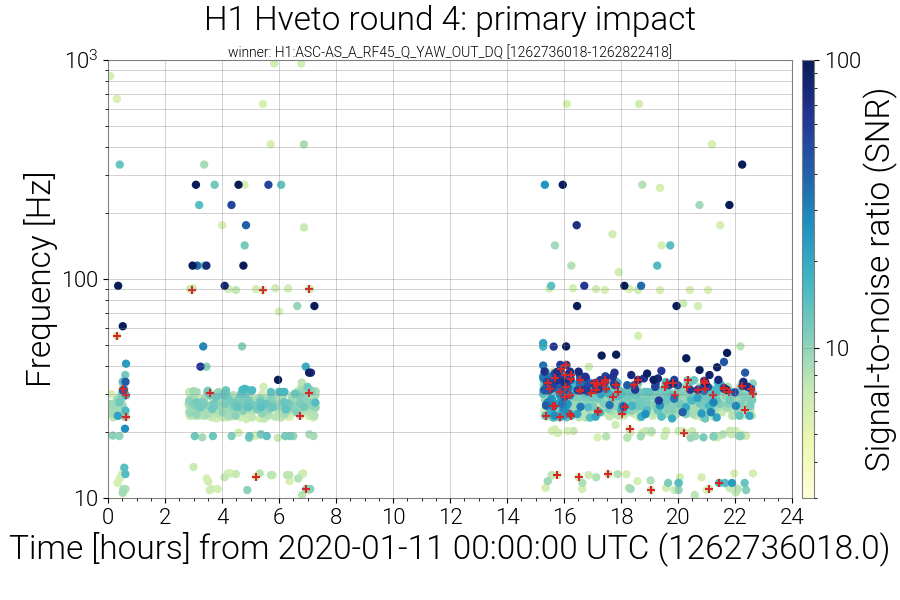 H1 Hveto round 4: primary impact
winner: H1:ASC-AS_A_RF45_Q_YAW_OUT_DQ [1262736018-1262822418]
10³
100
10
Frequency [Hz]
0 2 4 6 8 10 12 14 16 18 20 22 24
Time [hours] from 2020-01-11 00:00:00 UTC (1262736018.0)
100
10
Signal-to-noise ratio (SNR)